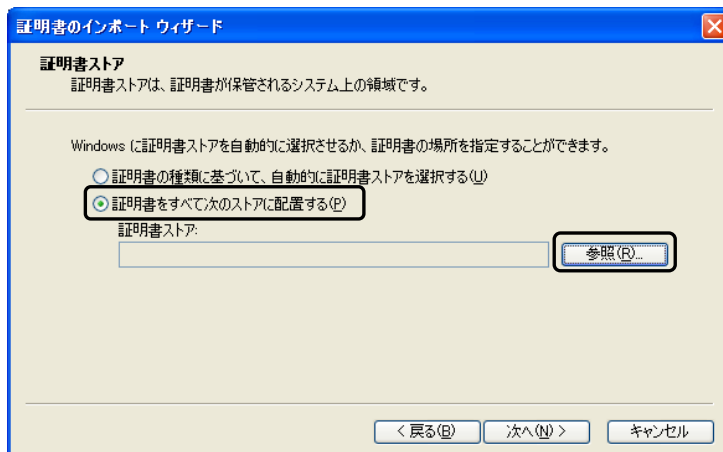 証明書のインポート ウィザード
証明書ストア
証明書ストアは、証明書が保管されるシステム上の領域です。
Windows に証明書ストアを自動的に選択させるか、証明書の場所を指定することができます。
証明書の種類に基づいて、自動的に証明書ストアを選択する(U)
証明書をすべて次のストアに配置する(P)
証明書ストア:
参照(R)...
< 戻る(B) 次へ(N) > キャンセル